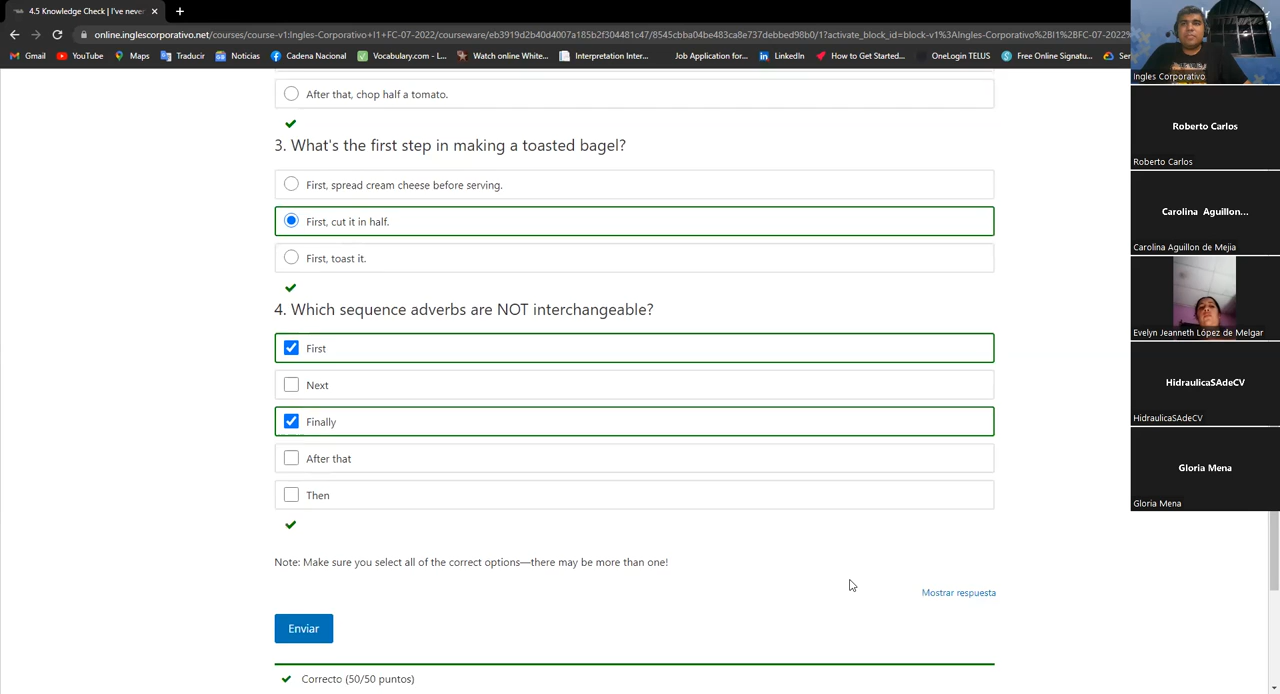 4.5 Knowledge Check | I've never
online.inglescorporativo.net/courses/course-v1:Ingles-Corporativo+I1+FC-07-2022/courseware/eb3919d2b40d4007a185b2f304481c47/8545cbba04be483ca8e737debbed98b0/1?activate_block_id=block-v1%3AIngles-Corporativo%2BI1%2BFC-07-2022%
Gmail YouTube Maps Traducir Noticias Cadena Nacional Vocabulary.com - L... Watch online White... Interpretation Inter... Job Application for... LinkedIn How to Get Started... OneLogin TELUS Free Online Signatu... Ser
After that, chop half a tomato.
3. What's the first step in making a toasted bagel?
First, spread cream cheese before serving.
First, cut it in half.
First, toast it.
4. Which sequence adverbs are NOT interchangeable?
First
Next
Finally
After that
Then
Note: Make sure you select all of the correct options—there may be more than one!
Mostrar respuesta
Enviar
Correcto (50/50 puntos)
Ingles Corporativo
Roberto Carlos
Roberto Carlos
Carolina Aguillon...
Carolina Aguillon de Mejia
Evelyn Jeanneth López de Melgar
HidraulicaSAdeCV
HidraulicaSAdeCV
Gloria Mena
Gloria Mena